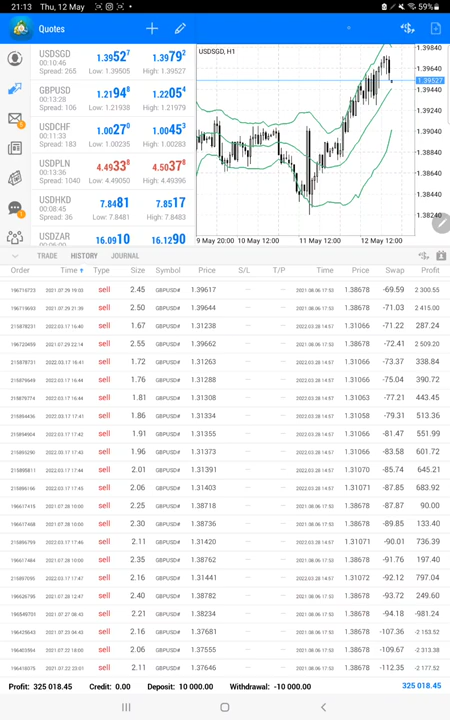 21:13 Thu, 12 May 59%
Quotes
USDSGD 1.3952⁷ 1.3979²
00:10:46
Spread: 265 Low: 1.39605 High: 1.39527
GBPUSD 1.2194⁸ 1.2205⁴
00:13:28
Spread: 106 Low: 1.21938 High: 1.21979
USDCHF 1.0027⁰ 1.0045³
00:11:33
Spread: 183 Low: 1.00235 High: 1.00283
USDPLN 4.4933⁸ 4.5037⁸
00:13:36
Spread: 1040 Low: 4.49050 High: 4.49396
USDHKD 7.8481 7.8517
00:08:45
Spread: 36 Low: 7.8481 High: 7.8483
USDZAR 16.0910 16.1290
USDSGD, H1
1.39840
1.39527
1.39440
1.39240
1.39040
1.38840
1.38640
1.38440
1.38240
9 May 20:00 10 May 12:00 11 May 12:00 12 May 12:00
TRADE HISTORY JOURNAL
Order Time Type Size Symbol Price S/L T/P Time Price Swap Profit
196718723 2021.07.29 19:03 sell 2.45 GBPUSD# 1.39617 — — 2021.08.06 17:53 1.38678 -69.59 2 300.55
196719693 2021.07.29 21:39 sell 2.50 GBPUSD# 1.39644 — — 2021.08.06 17:53 1.38678 -71.03 2 415.00
215878231 2022.03.17 16:40 sell 1.67 GBPUSD# 1.31238 — — 2022.03.28 14:57 1.31066 -71.22 287.24
196720459 2021.07.29 22:14 sell 2.55 GBPUSD# 1.39662 — — 2021.08.06 17:53 1.38678 -72.41 2 509.20
215878731 2022.03.17 16:41 sell 1.72 GBPUSD# 1.31263 — — 2022.03.28 14:57 1.31066 -73.37 338.84
215879649 2022.03.17 16:44 sell 1.76 GBPUSD# 1.31288 — — 2022.03.28 14:57 1.31066 -75.04 390.72
215879774 2022.03.17 16:44 sell 1.81 GBPUSD# 1.31308 — — 2022.03.28 14:57 1.31063 -77.21 443.45
215894436 2022.03.17 17:41 sell 1.86 GBPUSD# 1.31334 — — 2022.03.28 14:57 1.31058 -79.31 513.36
215894604 2022.03.17 17:42 sell 1.91 GBPUSD# 1.31355 — — 2022.03.28 14:57 1.31066 -81.47 551.99
215895290 2022.03.17 17:43 sell 1.96 GBPUSD# 1.31373 — — 2022.03.28 14:57 1.31066 -83.58 601.72
215895811 2022.03.17 17:44 sell 2.01 GBPUSD# 1.31391 — — 2022.03.28 14:57 1.31070 -85.74 645.21
215896166 2022.03.17 17:45 sell 2.06 GBPUSD# 1.31403 — — 2022.03.28 14:57 1.31071 -87.85 683.92
196617415 2021.07.28 10:00 sell 2.25 GBPUSD# 1.38718 — — 2021.08.06 17:53 1.38678 -87.87 90.00
196617468 2021.07.28 10:00 sell 2.30 GBPUSD# 1.38736 — — 2021.08.06 17:53 1.38678 -89.85 133.40
215896799 2022.03.17 17:46 sell 2.11 GBPUSD# 1.31420 — — 2022.03.28 14:57 1.31071 -90.01 736.39
196617484 2021.07.28 10:00 sell 2.35 GBPUSD# 1.38762 — — 2021.08.06 17:53 1.38678 -91.76 197.40
215897095 2022.03.17 17:47 sell 2.16 GBPUSD# 1.31441 — — 2022.03.28 14:57 1.31072 -92.12 797.04
196626796 2021.07.28 12:47 sell 2.40 GBPUSD# 1.38782 — — 2021.08.06 17:53 1.38678 -93.72 249.60
196549703 2021.07.27 08:43 sell 2.21 GBPUSD# 1.38234 — — 2021.08.06 17:53 1.38678 -94.18 -981.24
196425643 2021.07.23 04:43 sell 2.16 GBPUSD# 1.37681 — — 2021.08.06 17:53 1.38678 -107.36 -2 153.52
196403594 2021.07.22 18:00 sell 2.06 GBPUSD# 1.37555 — — 2021.08.06 17:53 1.38678 -109.67 -2 313.38
196418375 2021.07.22 23:01 sell 2.11 GBPUSD# 1.37646 — — 2021.08.06 17:53 1.38678 -112.35 -2 177.52
Profit: 325 018.45 Credit: 0.00 Deposit: 10 000.00 Withdrawal: -10 000.00 325 018.45